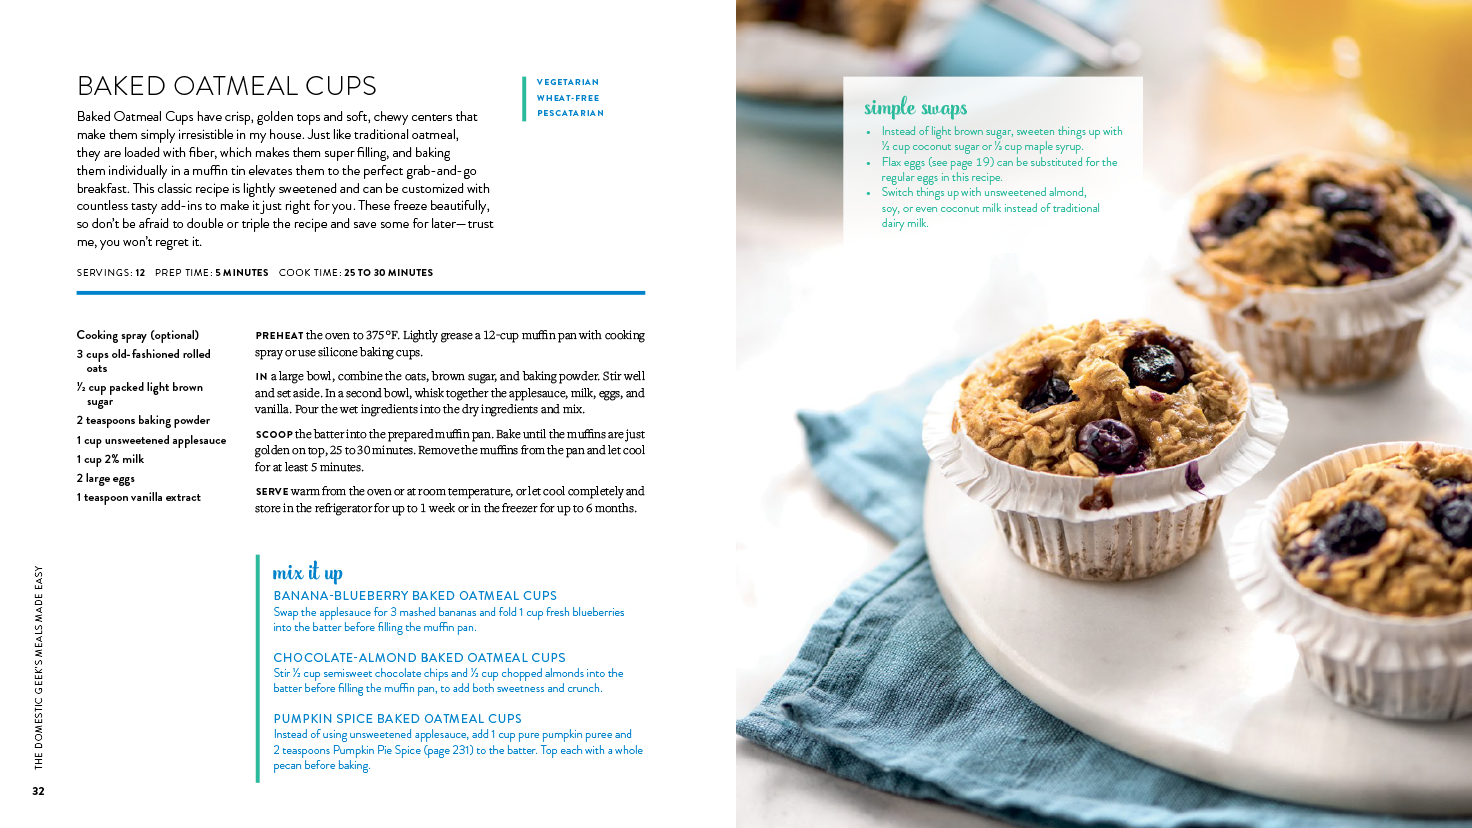 BAKED OATMEAL CUPS
Baked Oatmeal Cups have crisp, golden tops and soft, chewy centers that
make them simply irresistible in my house. Just like traditional oatmeal,
they are loaded with fiber, which makes them super filling, and baking
them individually in a muffin tin elevates them to the perfect grab-and-go
breakfast. This classic recipe is lightly sweetened and can be customized with
countless tasty add-ins to make it just right for you. These freeze beautifully,
so don't be afraid to double or triple the recipe and save some for later—trust
me, you won't regret it.
VEGETARIAN
WHEAT-FREE
PESCATARIAN
SERVINGS: 12 PREP TIME: 5 MINUTES COOK TIME: 25 TO 30 MINUTES
Cooking spray (optional)
3 cups old-fashioned rolled
oats
½ cup packed light brown
sugar
2 teaspoons baking powder
1 cup unsweetened applesauce
1 cup 2% milk
2 large eggs
1 teaspoon vanilla extract
PREHEAT the oven to 375°F. Lightly grease a 12-cup muffin pan with cooking
spray or use silicone baking cups.
IN a large bowl, combine the oats, brown sugar, and baking powder. Stir well
and set aside. In a second bowl, whisk together the applesauce, milk, eggs, and
vanilla. Pour the wet ingredients into the dry ingredients and mix.
SCOOP the batter into the prepared muffin pan. Bake until the muffins are just
golden on top, 25 to 30 minutes. Remove the muffins from the pan and let cool
for at least 5 minutes.
SERVE warm from the oven or at room temperature, or let cool completely and
store in the refrigerator for up to 1 week or in the freezer for up to 6 months.
mix it up
BANANA-BLUEBERRY BAKED OATMEAL CUPS
Swap the applesauce for 3 mashed bananas and fold 1 cup fresh blueberries
into the batter before filling the muffin pan.
CHOCOLATE-ALMOND BAKED OATMEAL CUPS
Stir ½ cup semisweet chocolate chips and ½ cup chopped almonds into the
batter before filling the muffin pan, to add both sweetness and crunch.
PUMPKIN SPICE BAKED OATMEAL CUPS
Instead of using unsweetened applesauce, add 1 cup pure pumpkin puree and
2 teaspoons Pumpkin Pie Spice (page 231) to the batter. Top each with a whole
pecan before baking.
THE DOMESTIC GEEK'S MEALS MADE EASY
32
simple swaps
• Instead of light brown sugar, sweeten things up with
cup coconut sugar or cup maple syrup.
• Flax eggs (see page 19) can be substituted for the
regular eggs in this recipe.
• Switch things up with unsweetened almond,
soy, or even coconut milk instead of traditional
dairy milk.